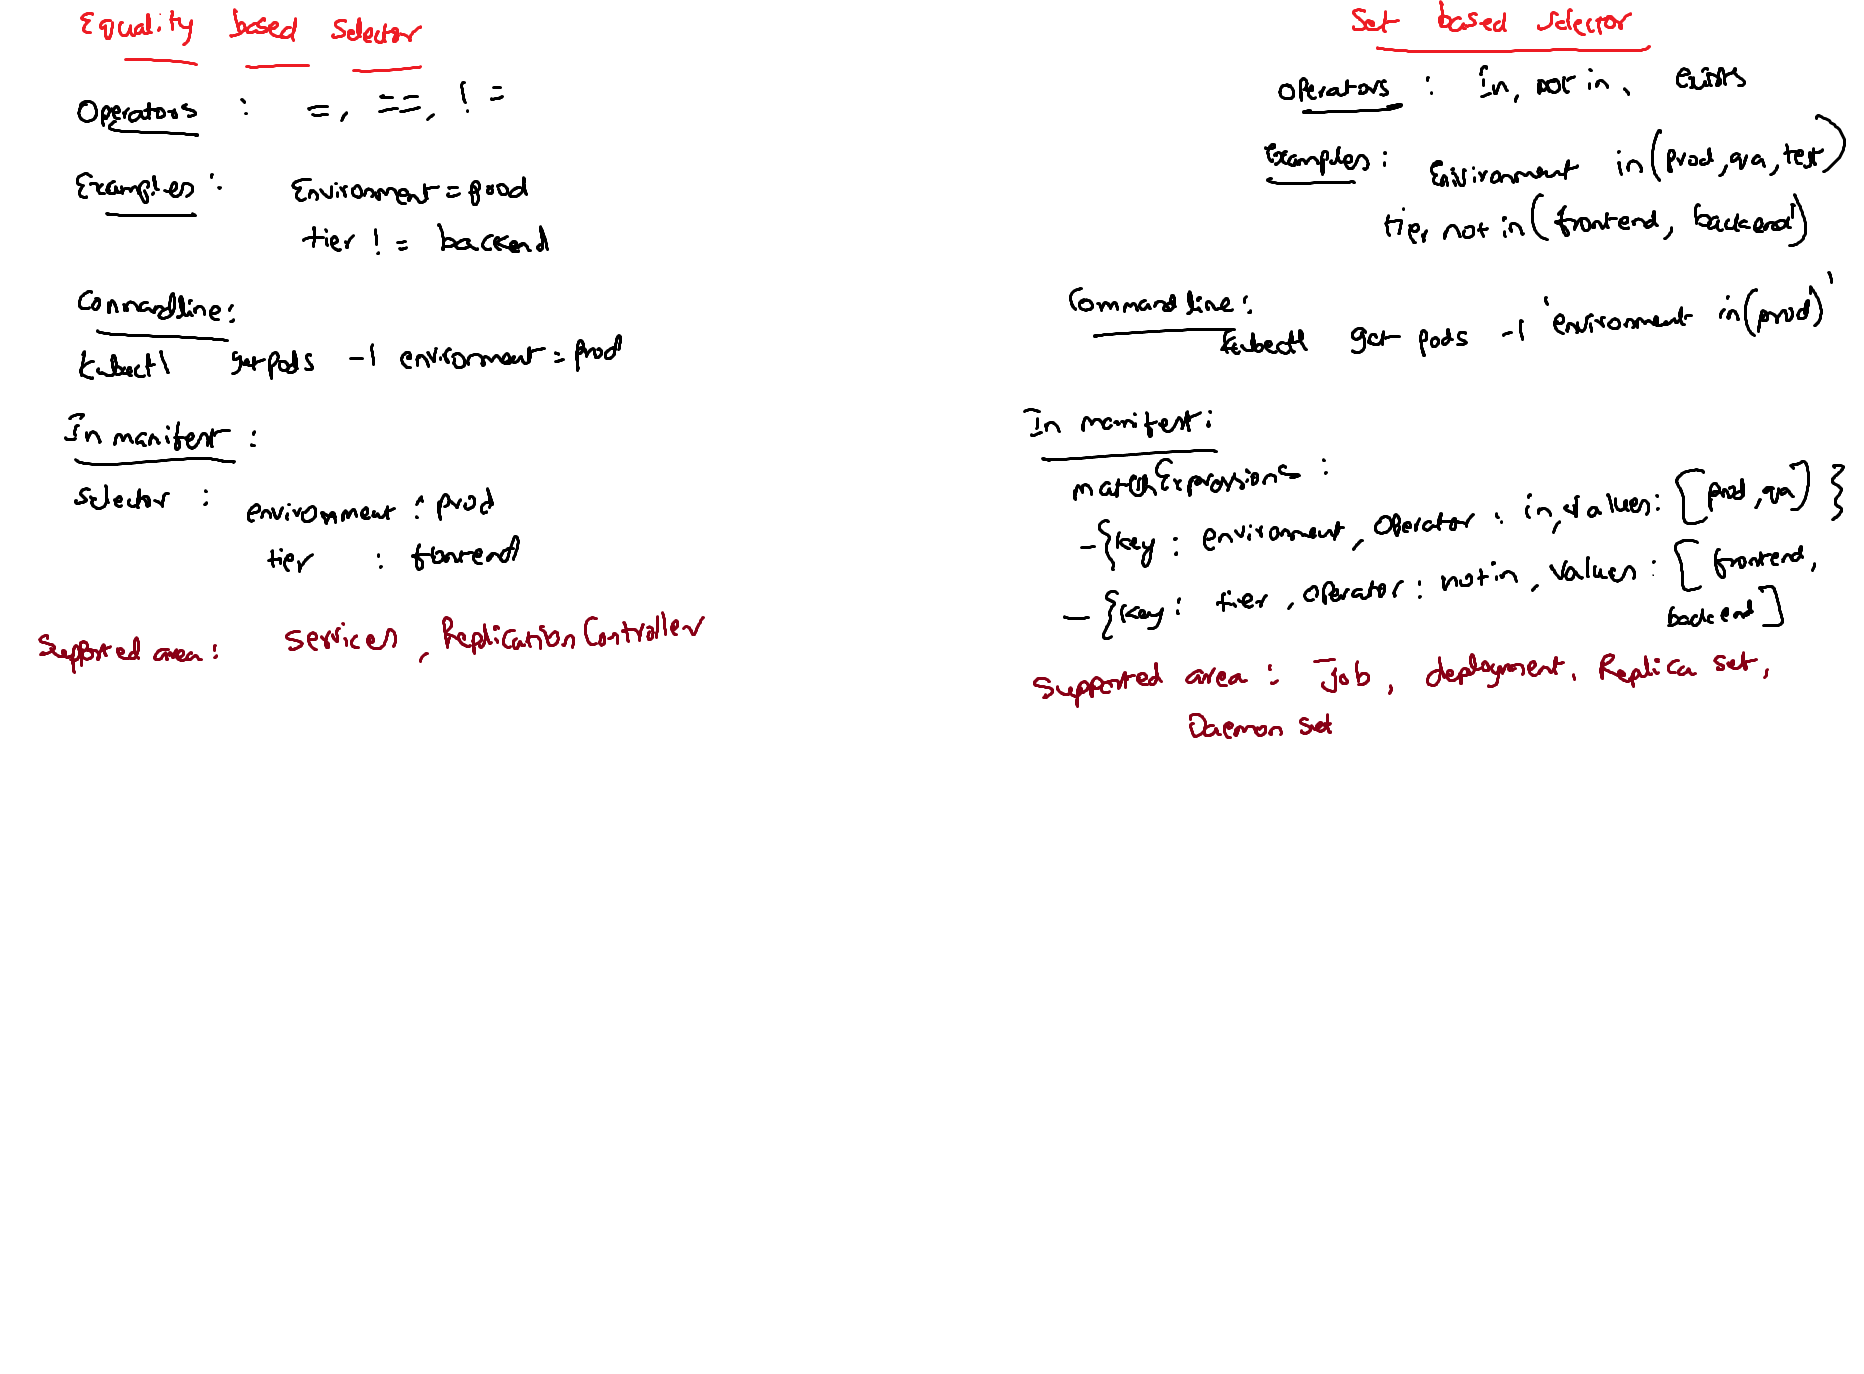 Equality based selector
Operators : =, ==, !=
Examples : Environment = prod
tier != backend
Commandline:
kubectl get pods -l environment = prod
In manifest :
Selector : environment : prod
tier : frontend
Supported area : services, Replication Controller
Set based selector
Operators : In, not in, exists
Examples : Environment in (prod, qa, test)
tier not in (frontend, backend)
Command line :
kubectl get pods -l 'environment in (prod)'
In manifest :
matchExpressions :
- {key : environment, Operator : in, values : [prod, qa] }
- {key : tier, Operator : not in, Values : [frontend,
backend]
Supported area : Job, deployment, Replica set,
Daemon set